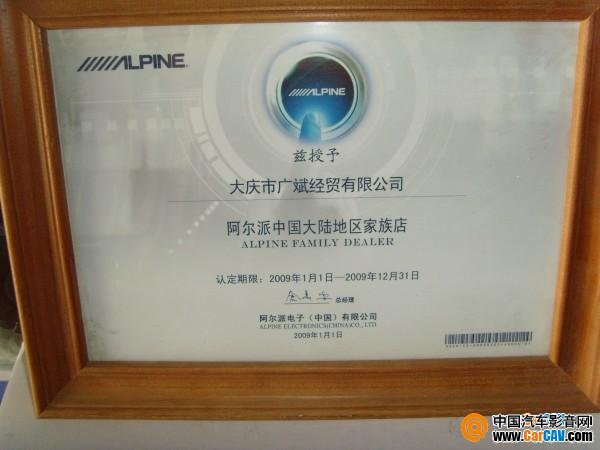 ALPINE
ALPINE
兹授予
大庆市广斌经贸有限公司
阿尔派中国大陆地区家族店
ALPINE FAMILY DEALER
认定期限：2009年1月1日—2009年12月31日
总经理
阿尔派电子（中国）有限公司
ALPINE ELECTRONICS(CHINA)CO., LTD.
2009年1月1日
中国汽车影音网
www.CarCAV.com